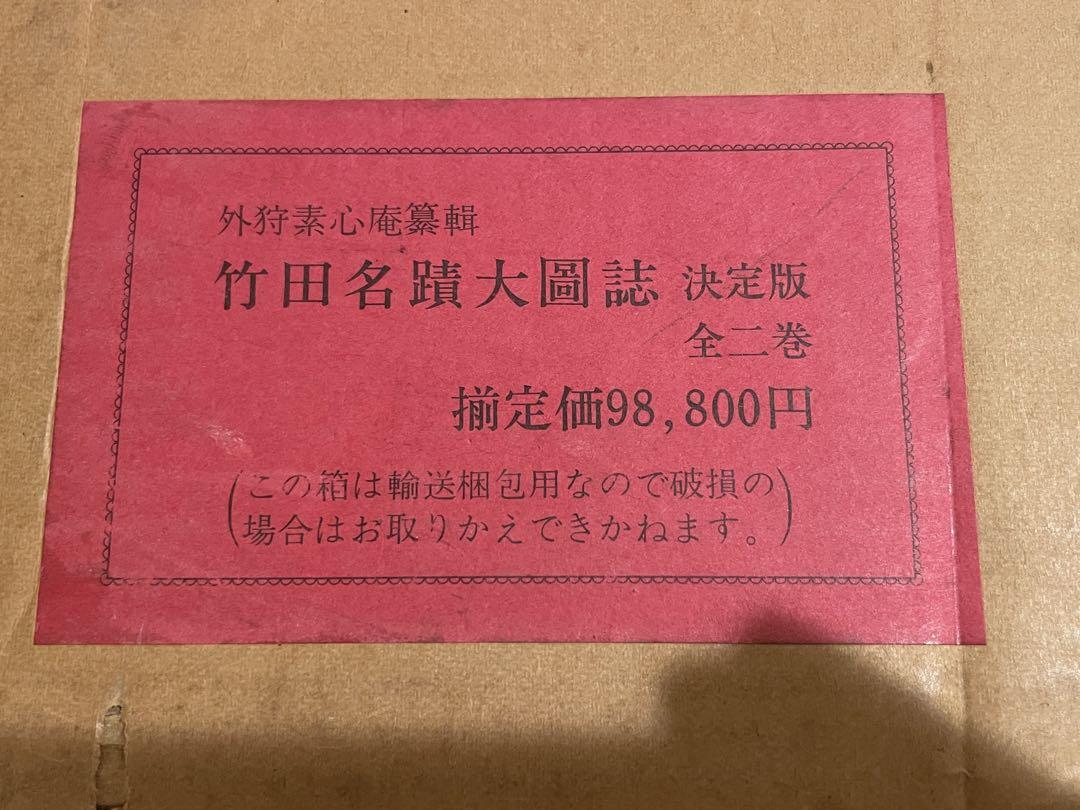 外狩素心庵纂輯
竹田名蹟大圖誌 決定版
全二巻
揃定価98,800円
(この箱は輸送梱包用なので破損の
場合はお取りかえできかねます。)